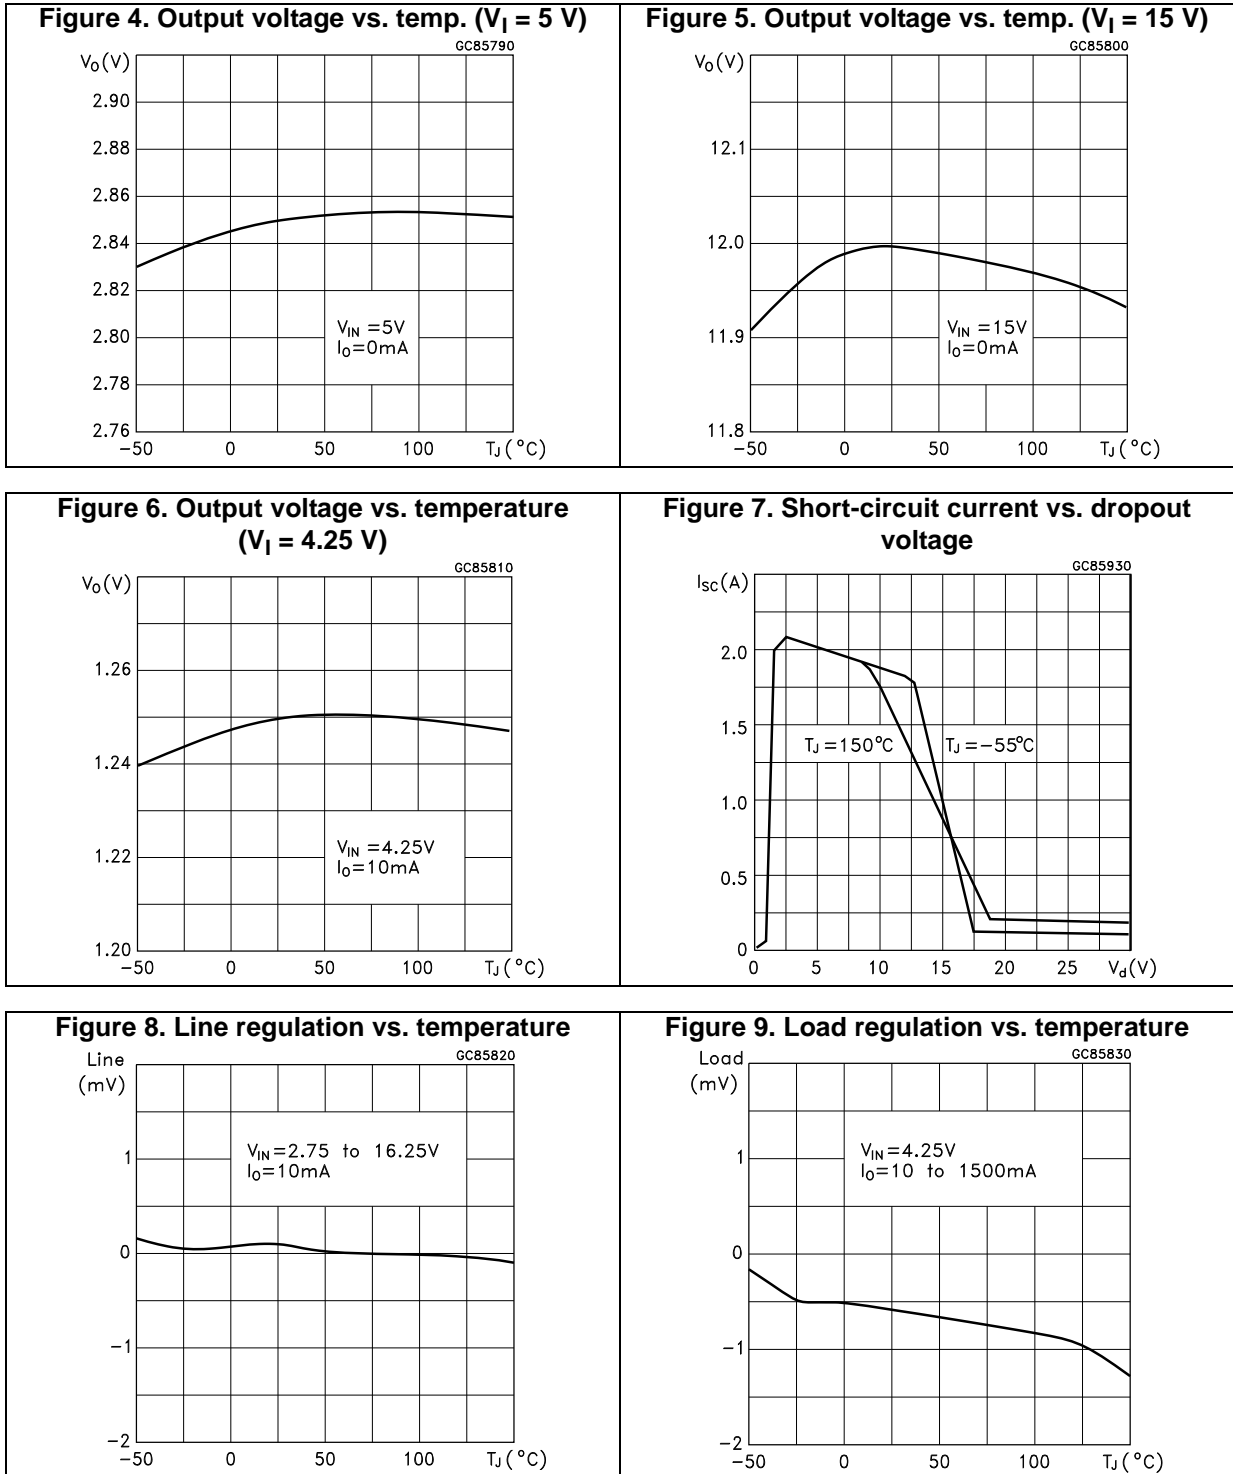 Figure 4. Output voltage vs. temp. (VI = 5 V)
GC85790
VO(V)
2.90
2.88
2.86
2.84
2.82
2.80
2.78
2.76
VIN =5V
IO=0mA
-50 0 50 100 TJ(°C)
Figure 5. Output voltage vs. temp. (VI = 15 V)
GC85800
VO(V)
12.1
12.0
11.9
11.8
VIN =15V
IO=0mA
-50 0 50 100 TJ(°C)
Figure 6. Output voltage vs. temperature
(VI = 4.25 V)
GC85810
VO(V)
1.26
1.24
1.22
1.20
VIN =4.25V
IO=10mA
-50 0 50 100 TJ(°C)
Figure 7. Short-circuit current vs. dropout
voltage
GC85930
ISC(A)
2.0
1.5
1.0
0.5
0
TJ=150°C TJ=-55°C
0 5 10 15 20 25 Vd(V)
Figure 8. Line regulation vs. temperature
GC85820
Line
(mV)
1
0
-1
-2
VIN=2.75 to 16.25V
IO=10mA
-50 0 50 100 TJ(°C)
Figure 9. Load regulation vs. temperature
GC85830
Load
(mV)
1
0
-1
-2
VIN=4.25V
IO=10 to 1500mA
-50 0 50 100 TJ(°C)